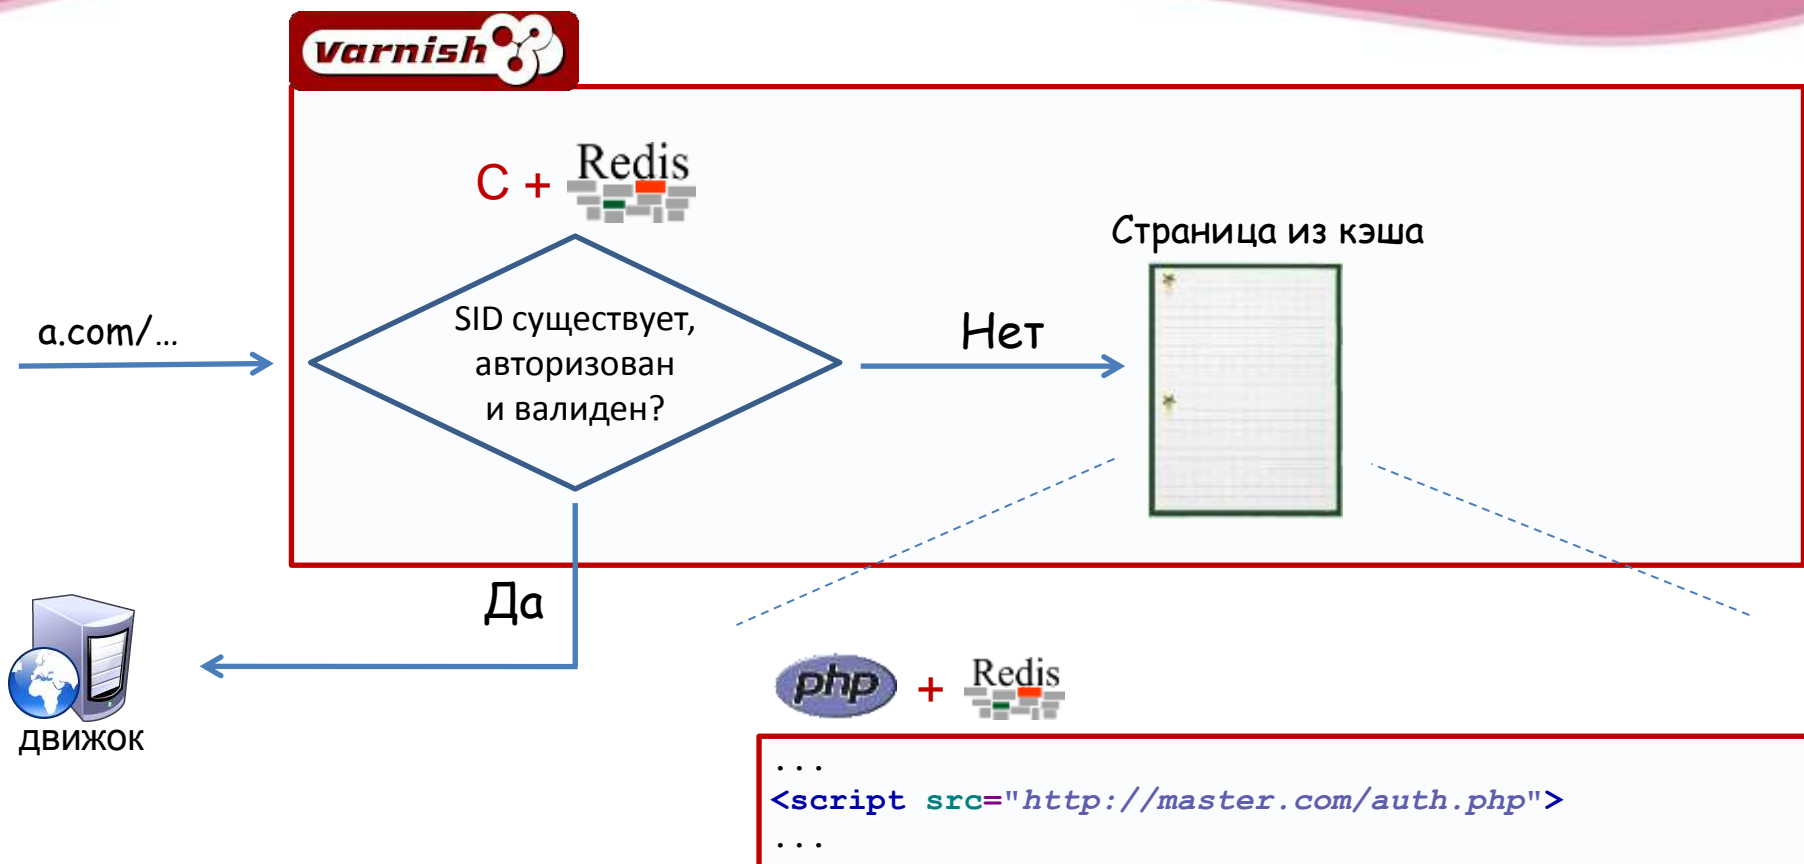 varnish
C + Redis
Страница из кэша
a.com/…
SID существует,
авторизован
и валиден?
Нет
Да
движок
php + Redis
...
<script src="http://master.com/auth.php">
...